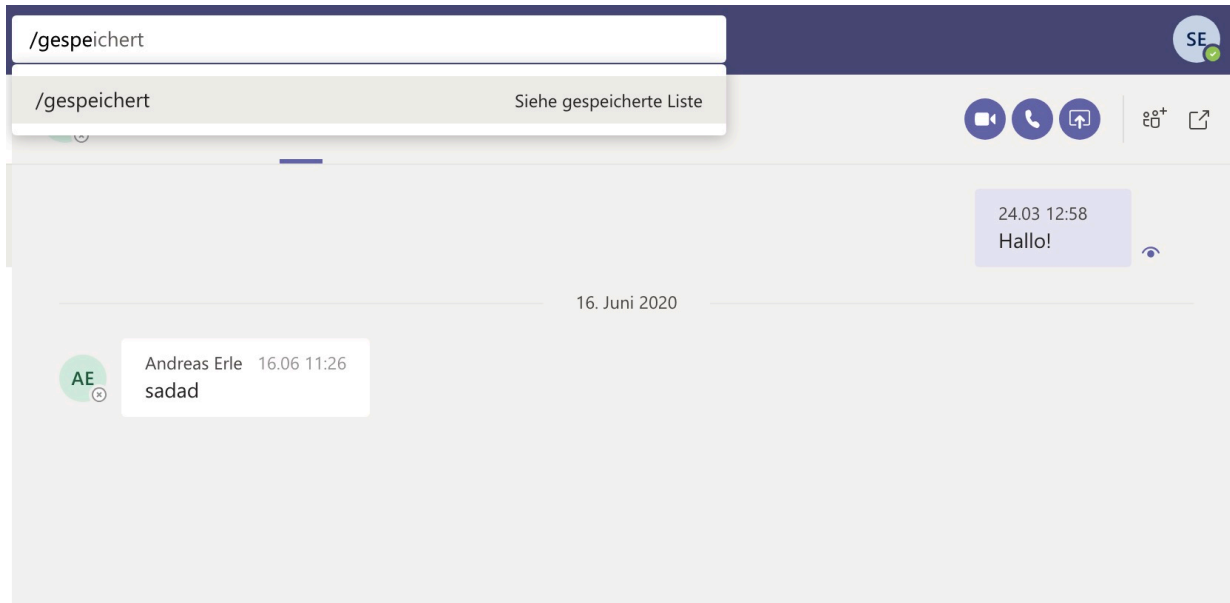 /gespeichert
SE
/gespeichert Siehe gespeicherte Liste
24.03 12:58
Hallo!
16. Juni 2020
AE
Andreas Erle 16.06 11:26
sadad